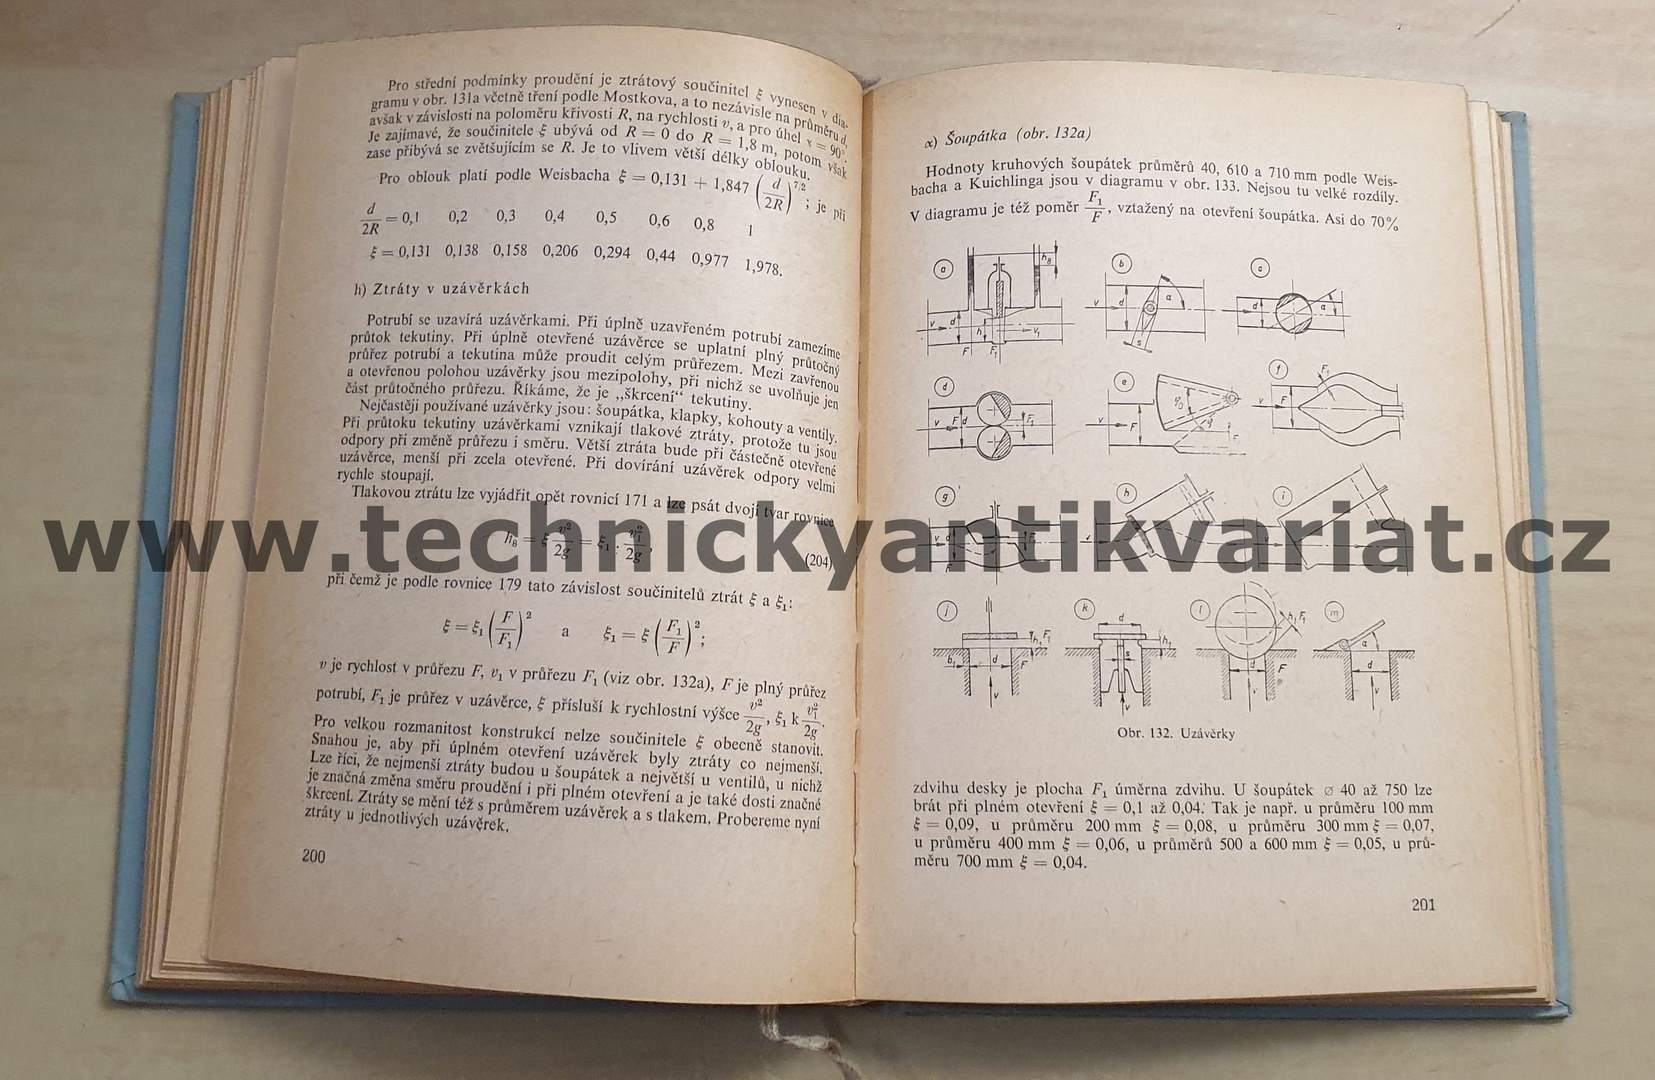 Pro střední podmínky proudění je ztrátový součinitel ξ vynesen v dia-
gramu v obr. 131a včetně tření podle Mostkova, a to nezávisle na průměru d,
avšak v závislosti na poloměru křivosti R, na rychlosti v, a pro úhel = 90°.
Je zajímavé, že součinitele ξ ubývá od R = 0 do R = 1,8 m, potom však
zase přibývá se zvětšujícím se R. Je to vlivem větší délky oblouku.
Pro oblouk platí podle Weisbacha ξ = 0,131 + 1,847 (d/2R)^7/2; je při
d/2R = 0,1 0,2 0,3 0,4 0,5 0,6 0,8 1
ξ = 0,131 0,138 0,158 0,206 0,294 0,44 0,977 1,978.
h) Ztráty v uzávěrkách
Potrubí se uzavírá uzávěrkami. Při úplně uzavřeném potrubí zamezíme
průtok tekutiny. Při úplně otevřené uzávěrce se uplatní plný průtočný
průřez potrubí a tekutina může proudit celým průřezem. Mezi zavřenou
a otevřenou polohou uzávěrky jsou mezipolohy, při nichž se uvolňuje jen
část průtočného průřezu. Říkáme, že je „škrcení“ tekutiny.
Nejčastěji používané uzávěrky jsou: šoupátka, klapky, kohouty a ventily.
Při průtoku tekutiny uzávěrkami vznikají tlakové ztráty, protože tu jsou
odpory při změně průřezu i směru. Větší ztráta bude při částečně otevřené
uzávěrce, menší při zcela otevřené. Při dovírání uzávěrek odpory velmi
rychle stoupají.
Tlakovou ztrátu lze vyjádřit opět rovnicí 171 a lze psát dvojí tvar rovnice
h₈ = ξ v²/2g = ξ₁ · v₁²/2g, (204)
při čemž je podle rovnice 179 tato závislost součinitelů ztrát ξ a ξ₁:
ξ = ξ₁ (F/F₁)² a ξ₁ = ξ (F₁/F)²;
v je rychlost v průřezu F, v₁ v průřezu F₁ (viz obr. 132a), F je plný průřez
potrubí, F₁ je průřez v uzávěrce, ξ přísluší k rychlostní výšce v²/2g, ξ₁ k v₁²/2g.
Pro velkou rozmanitost konstrukcí nelze součinitele ξ obecně stanovit.
Snahou je, aby při úplném otevření uzávěrek byly ztráty co nejmenší.
Lze říci, že nejmenší ztráty budou u šoupátek a největší u ventilů, u nichž
je značná změna směru proudění i při plném otevření a je také dosti značné
škrcení. Ztráty se mění též s průměrem uzávěrek a s tlakem. Probereme nyní
ztráty u jednotlivých uzávěrek.
200
α) Šoupátka (obr. 132a)
Hodnoty kruhových šoupátek průměrů 40, 610 a 710 mm podle Weis-
bacha a Kuichlinga jsou v diagramu v obr. 133. Nejsou tu velké rozdíly.
V diagramu je též poměr F₁/F, vztažený na otevření šoupátka. Asi do 70%
a b c
d e f
g h i
j k l m
Obr. 132. Uzávěrky
zdvihu desky je plocha F₁ úměrna zdvihu. U šoupátek ⌀ 40 až 750 lze
brát při plném otevření ξ = 0,1 až 0,04. Tak je např. u průměru 100 mm
ξ = 0,09, u průměru 200 mm ξ = 0,08, u průměru 300 mm ξ = 0,07,
u průměru 400 mm ξ = 0,06, u průměrů 500 a 600 mm ξ = 0,05, u prů-
měru 700 mm ξ = 0,04.
201
www.technickyantikvariat.cz